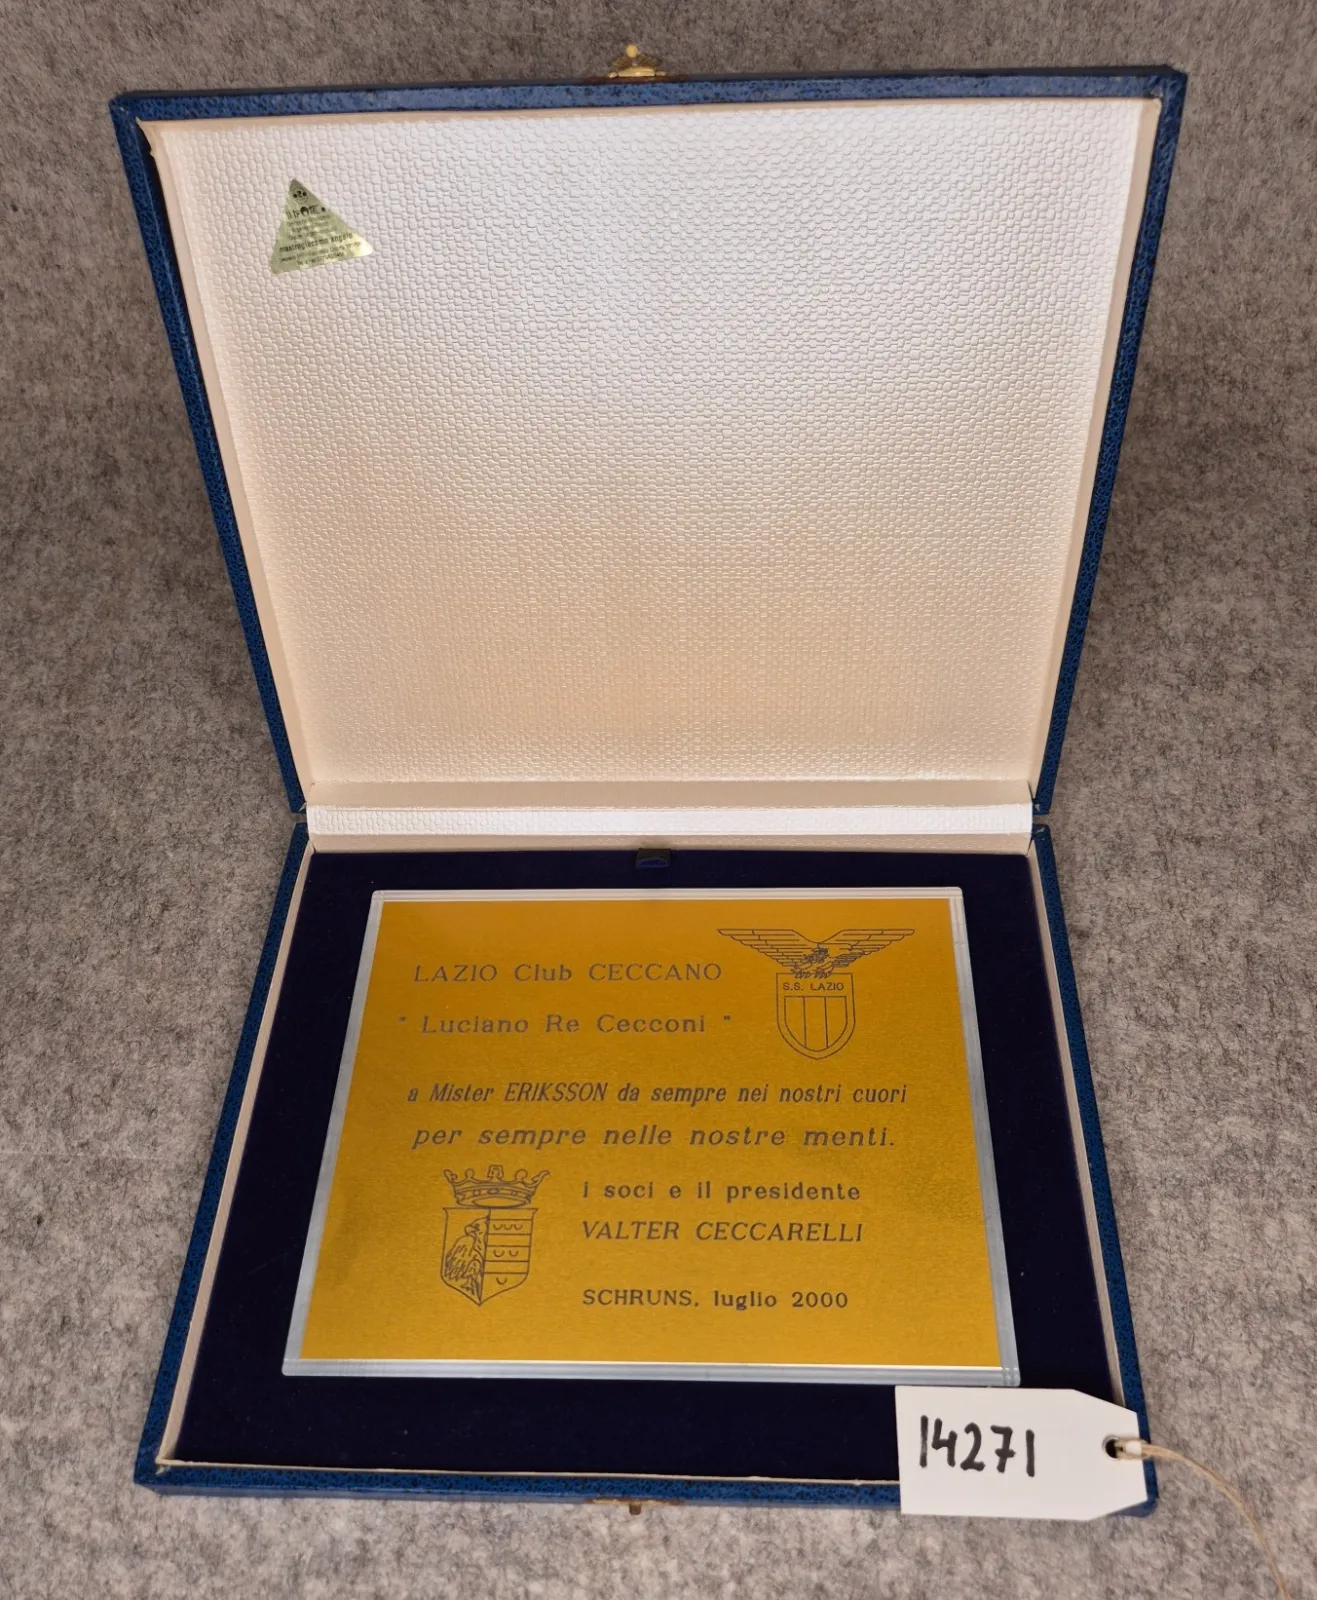 LAZIO Club CECCANO
" Luciano Re Cecconi "
S.S. LAZIO
a Mister ERIKSSON da sempre nei nostri cuori
per sempre nelle nostre menti.
i soci e il presidente
VALTER CECCARELLI
SCHRUNS, luglio 2000
14271